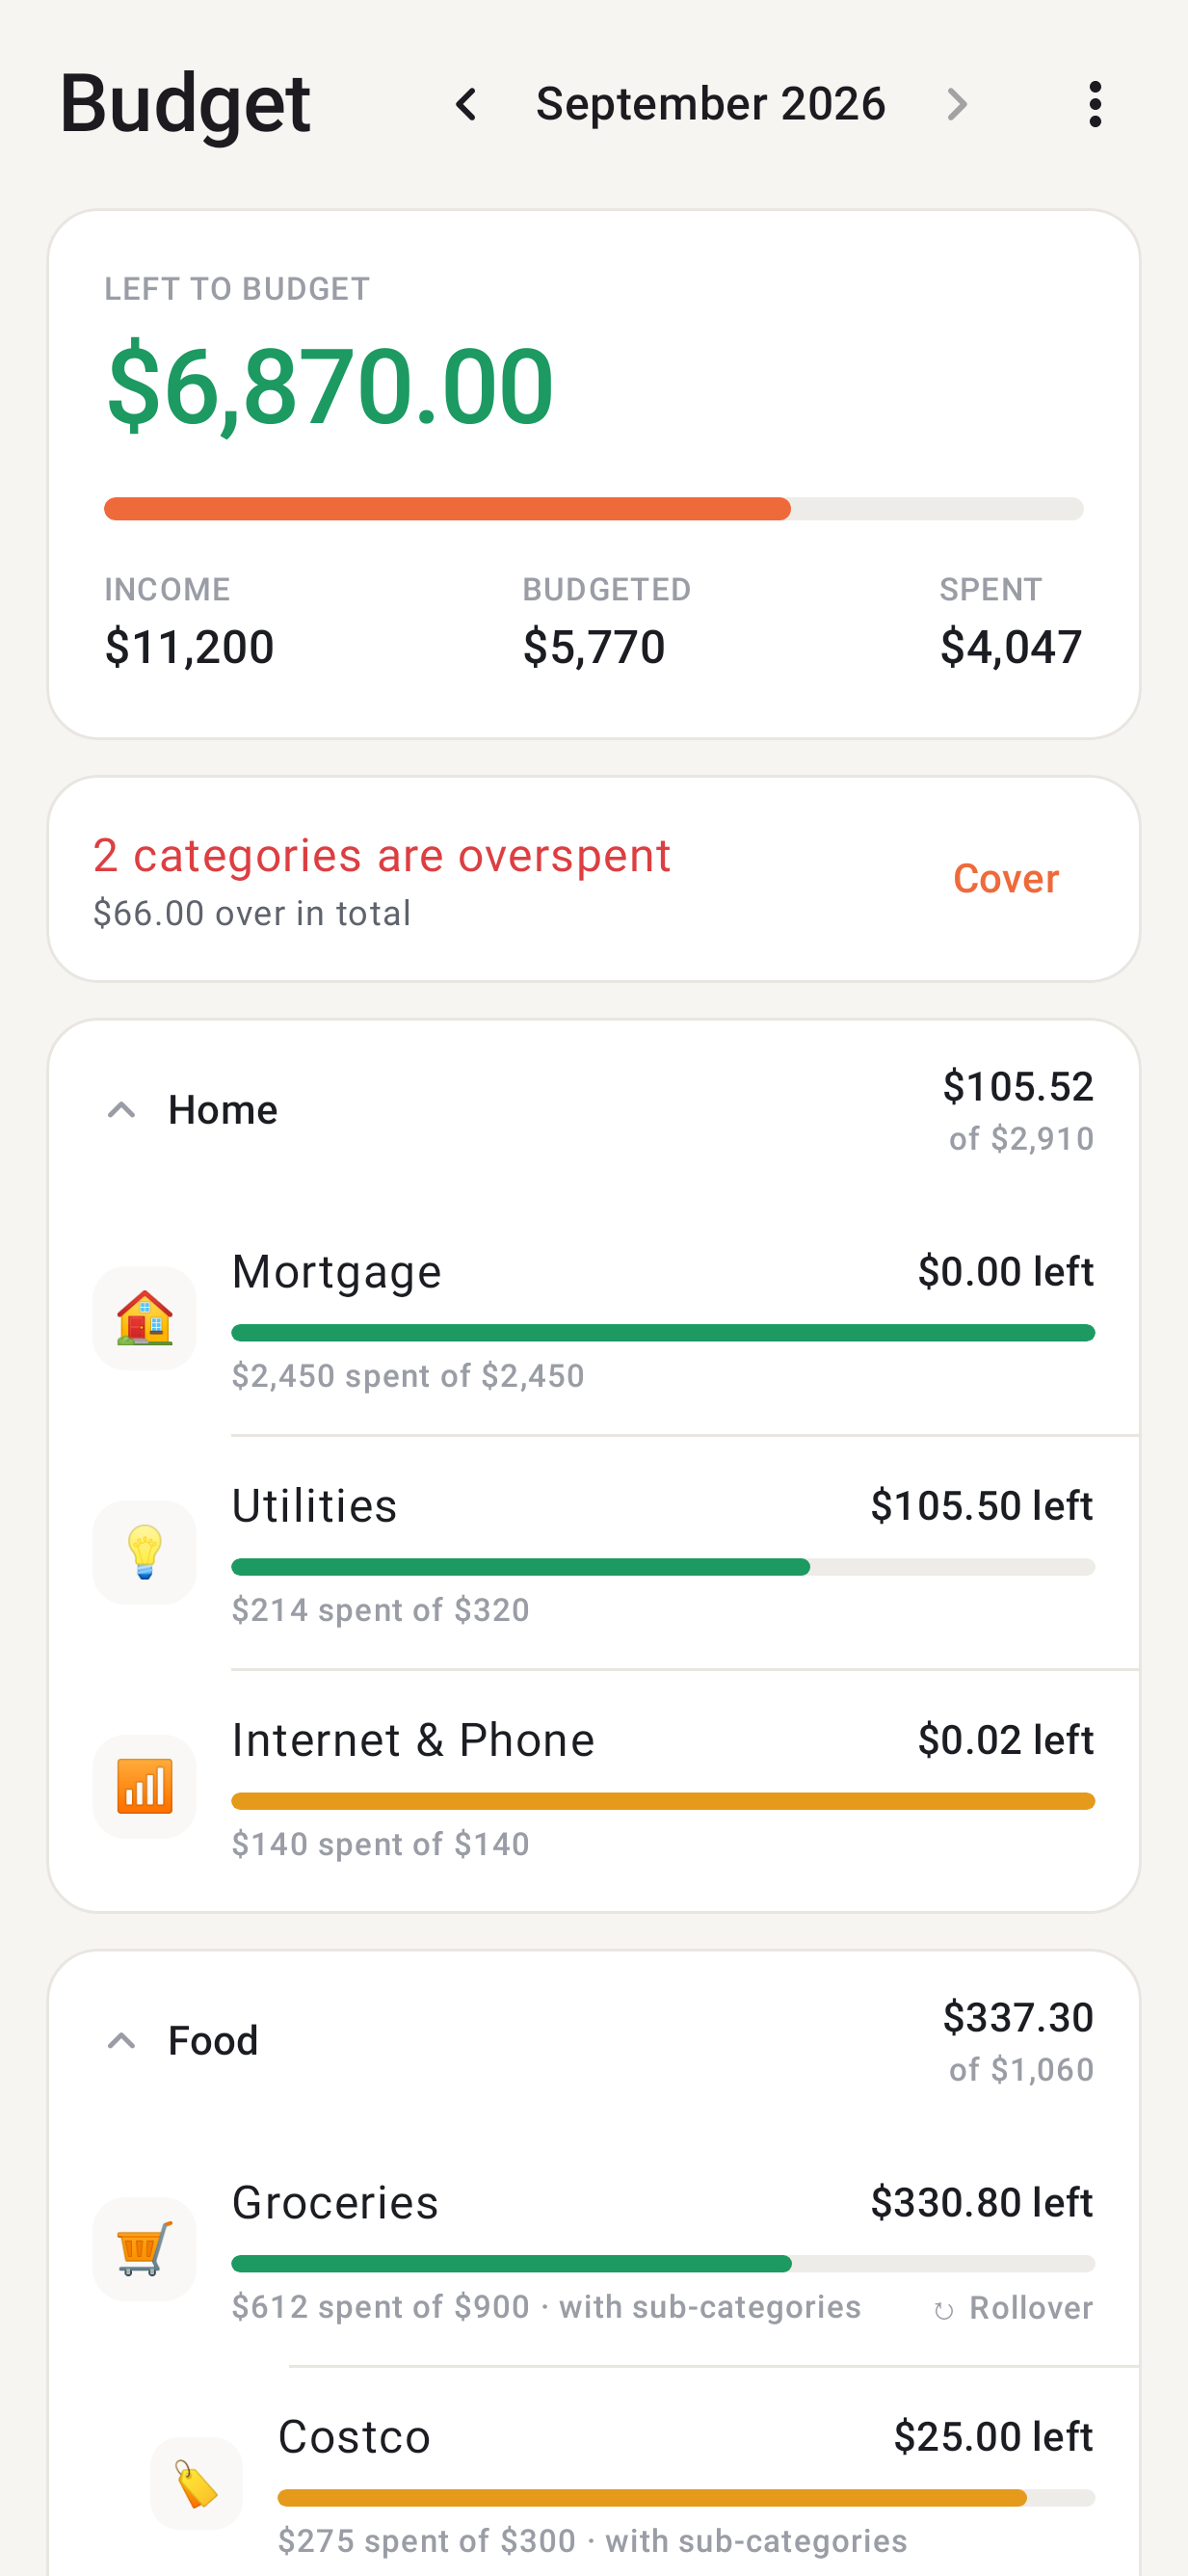 Budget
September 2026
LEFT TO BUDGET
$6,870.00
INCOME
BUDGETED
SPENT
$11,200
$5,770
$4,047
2 categories are overspent
$66.00 over in total
Cover
Home
$105.52
of $2,910
Mortgage
$0.00 left
$2,450 spent of $2,450
Utilities
$105.50 left
$214 spent of $320
Internet & Phone
$0.02 left
$140 spent of $140
Food
$337.30
of $1,060
Groceries
$330.80 left
$612 spent of $900 · with sub-categories
↻ Rollover
Costco
$25.00 left
$275 spent of $300 · with sub-categories